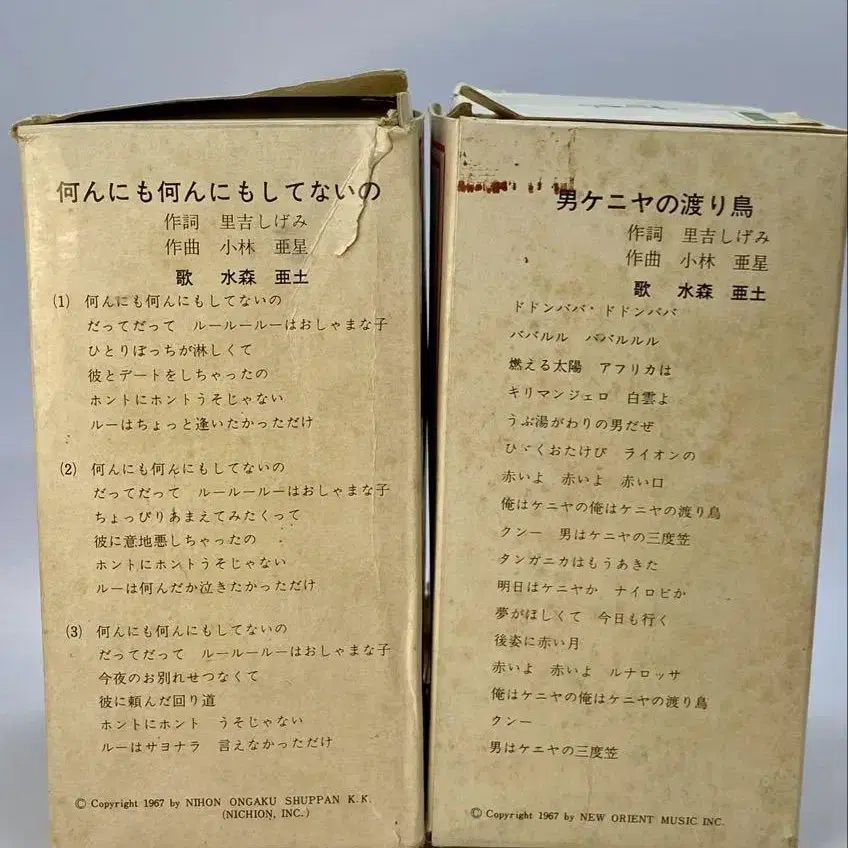 何んにも何んにもしてないの
作詞 里吉しげみ
作曲 小林 亜星
歌 水森 亜土
(1) 何んにも何んにもしてないの
だってだって ルールールーはおしゃまな子
ひとりぼっちが淋しくて
彼とデートをしちゃったの
ホントにホントうそじゃない
ルーはちょっと逢いたかっただけ
(2) 何んにも何んにもしてないの
だってだって ルールールーはおしゃまな子
ちょっぴりあまえてみたくって
彼に意地悪しちゃったの
ホントにホントうそじゃない
ルーは何んだか泣きたかっただけ
(3) 何んにも何んにもしてないの
だってだって ルールールーはおしゃまな子
今夜のお別れせつなくて
彼に頼んだ回り道
ホントにホント うそじゃない
ルーはサヨナラ 言えなかっただけ
© Copyright 1967 by NIHON ONGAKU SHUPPAN K.K.
(NICHION, INC.)
男ケニヤの渡り鳥
作詞 里吉しげみ
作曲 小林 亜星
歌 水森 亜土
ドドンババ・ドドンババ
ババルル ババルルル
燃える太陽 アフリカは
キリマンジェロ 白雲よ
うぶ湯がわりの男だぜ
ひゞくおたけび ライオンの
赤いよ 赤いよ 赤い口
俺はケニヤの俺はケニヤの渡り鳥
クンー 男はケニヤの三度笠
タンガニカはもうあきた
明日はケニヤか ナイロビか
夢がほしくて 今日も行く
後姿に赤い月
赤いよ 赤いよ ルナロッサ
俺はケニヤの俺はケニヤの渡り鳥
クンー
男はケニヤの三度笠
© Copyright 1967 by NEW ORIENT MUSIC INC.